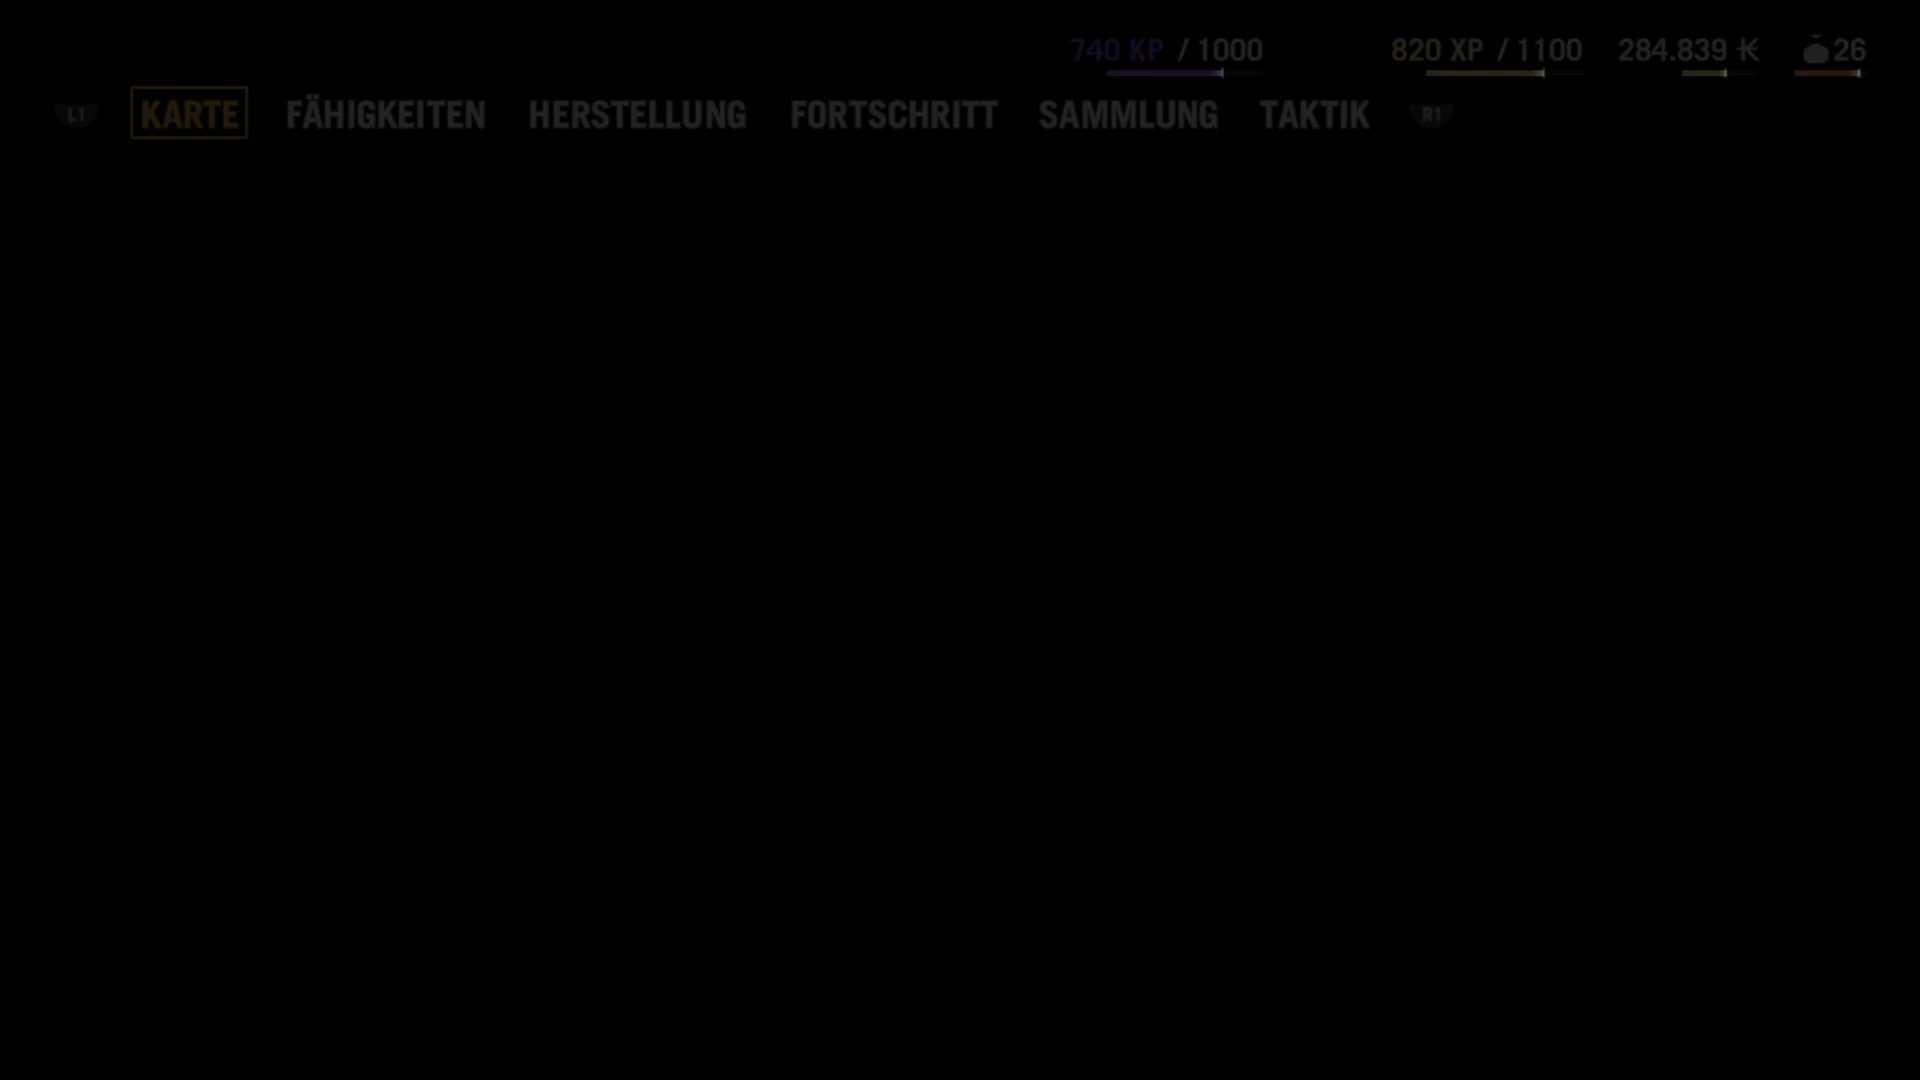 740 KP / 1000 820 XP / 1100 284.839 K 26
L1 KARTE FÄHIGKEITEN HERSTELLUNG FORTSCHRITT SAMMLUNG TAKTIK R1